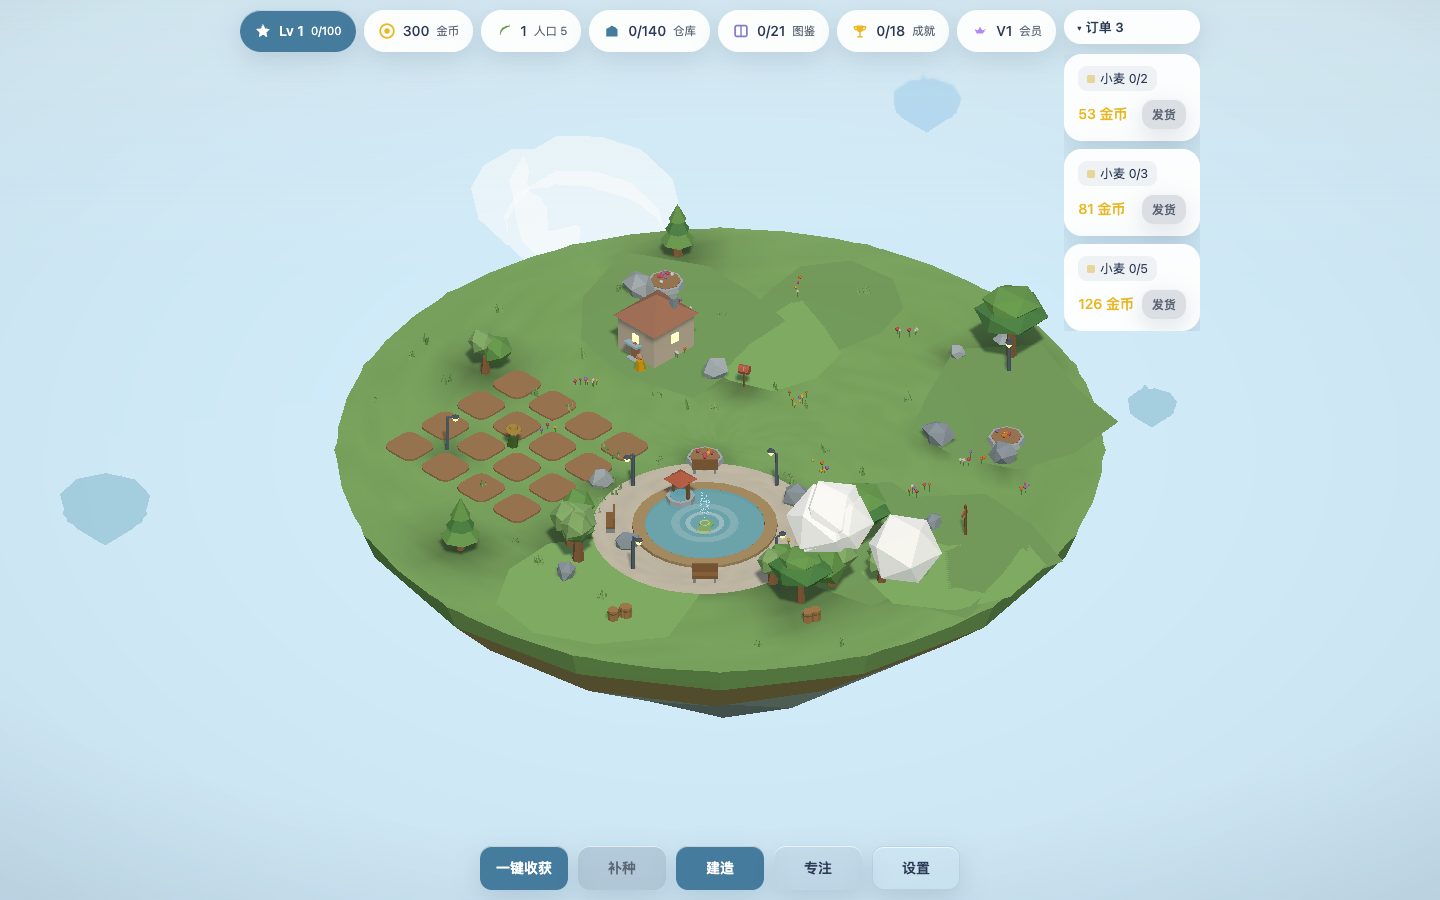 Lv 1 0/100
300 金币
1 人口 5
0/140 仓库
0/21 图鉴
0/18 成就
V1 会员
▾ 订单 3
小麦 0/2
53 金币 发货
小麦 0/3
81 金币 发货
小麦 0/5
126 金币 发货
一键收获 补种 建造 专注 设置